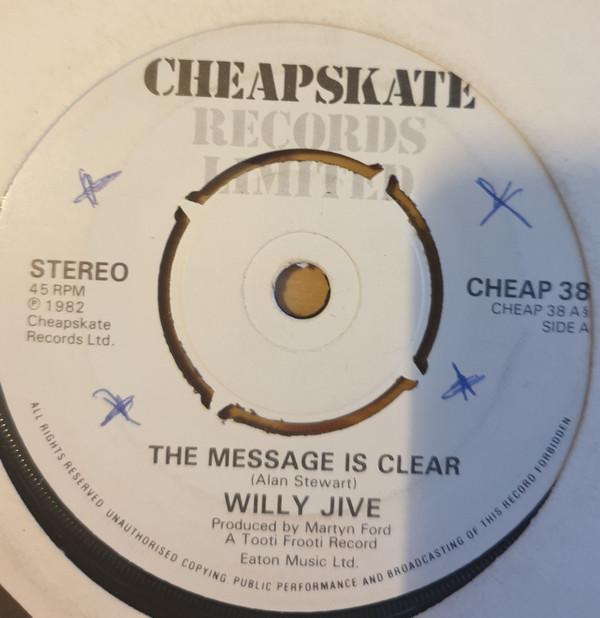 CHEAPSKATE
RECORDS
LIMITED
STEREO
45 RPM
℗ 1982
Cheapskate
Records Ltd.
CHEAP 38
CHEAP 38 A§
SIDE A
THE MESSAGE IS CLEAR
(Alan Stewart)
WILLY JIVE
Produced by Martyn Ford
A Tooti Frooti Record
Eaton Music Ltd.
ALL RIGHTS RESERVED. UNAUTHORISED COPYING, PUBLIC PERFORMANCE AND BROADCASTING OF THIS RECORD FORBIDDEN